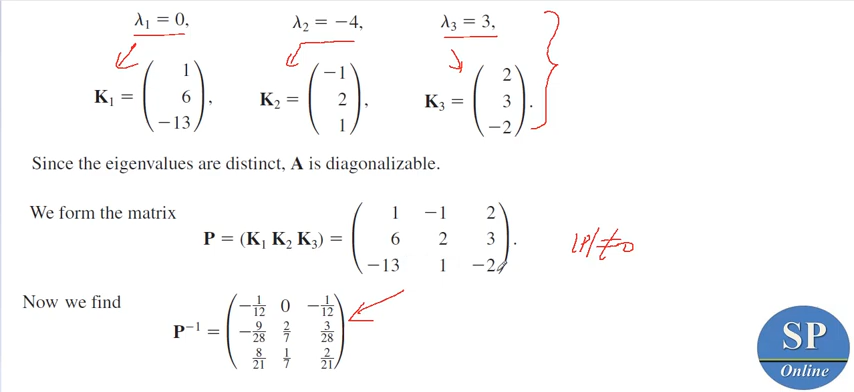 λ₁ = 0, λ₂ = −4, λ₃ = 3,
K₁ = ( 1 6 −13 ), K₂ = ( −1 2 1 ), K₃ = ( 2 3 −2 ).
Since the eigenvalues are distinct, A is diagonalizable.
We form the matrix
P = (K₁ K₂ K₃) = ( 1 −1 2
6 2 3
−13 1 −2 ).
|P| ≠ 0
Now we find
P⁻¹ = ( −1/12 0 −1/12
−9/28 2/7 3/28
8/21 1/7 2/21 )
SP
Online